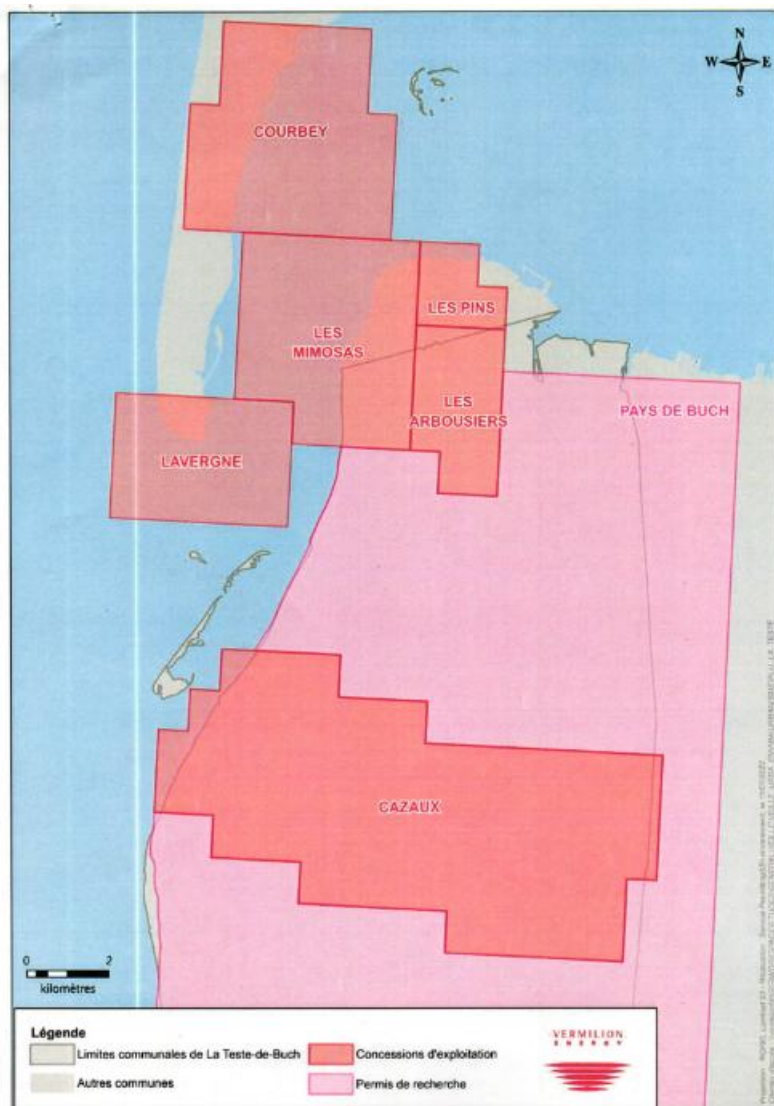 N
W E
S
COURBEY
LES PINS
LES
MIMOSAS
LES
ARBOUSIERS
PAYS DE BUCH
LAVERGNE
CAZAUX
0 2
kilomètres
Légende
Limites communales de La Teste-de-Buch
Concessions d'exploitation
Autres communes
Permis de recherche
VERMILION
ENERGY